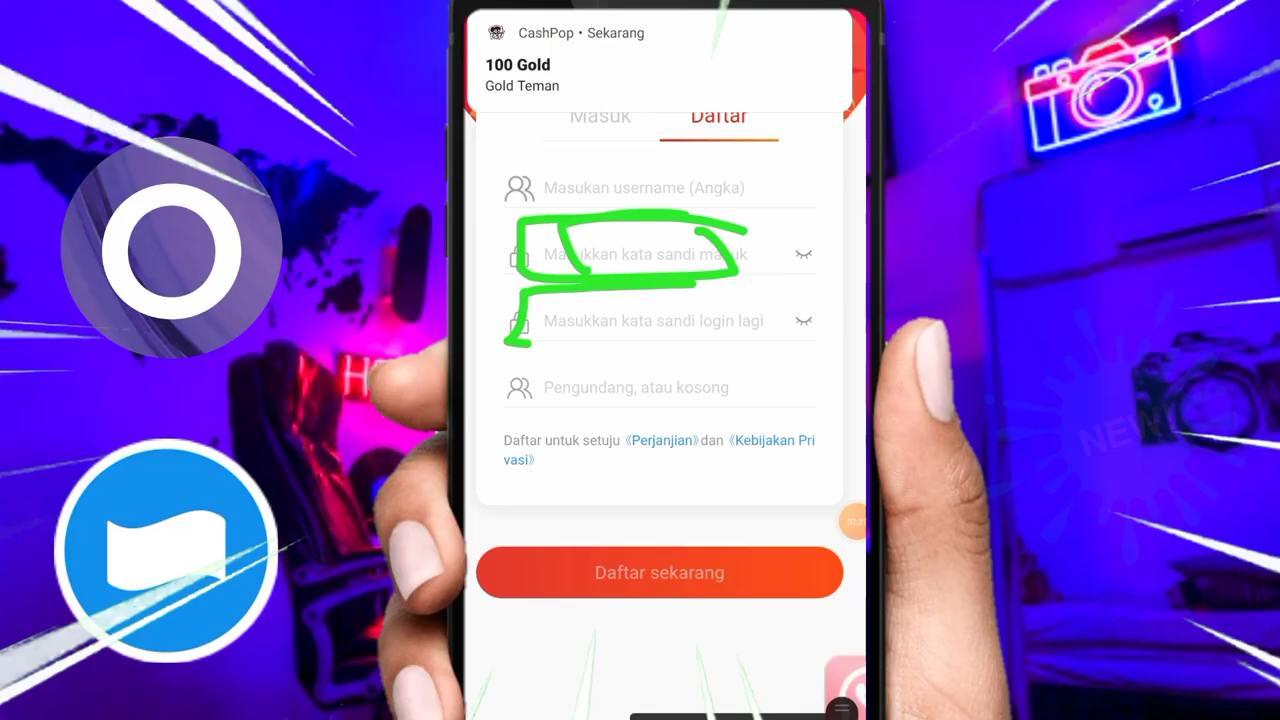 CashPop • Sekarang
100 Gold
Gold Teman
Masuk
Daftar
Masukan username (Angka)
Masukkan kata sandi masuk
Masukkan kata sandi login lagi
Pengundang, atau kosong
Daftar untuk setuju 《Perjanjian》dan 《Kebijakan Pri
vasi》
Daftar sekarang
NEW